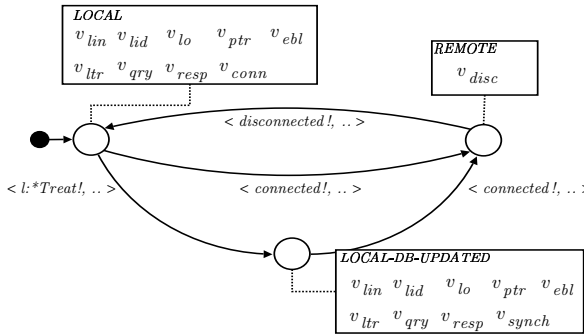 LOCAL
v_lin v_lid v_lo v_ptr v_ebl
v_ltr v_qry v_resp v_conn
REMOTE
v_disc
< disconnected!, .. >
< l:*Treat!, .. >
< connected!, .. >
< connected!, .. >
LOCAL-DB-UPDATED
v_lin v_lid v_lo v_ptr v_ebl
v_ltr v_qry v_resp v_synch